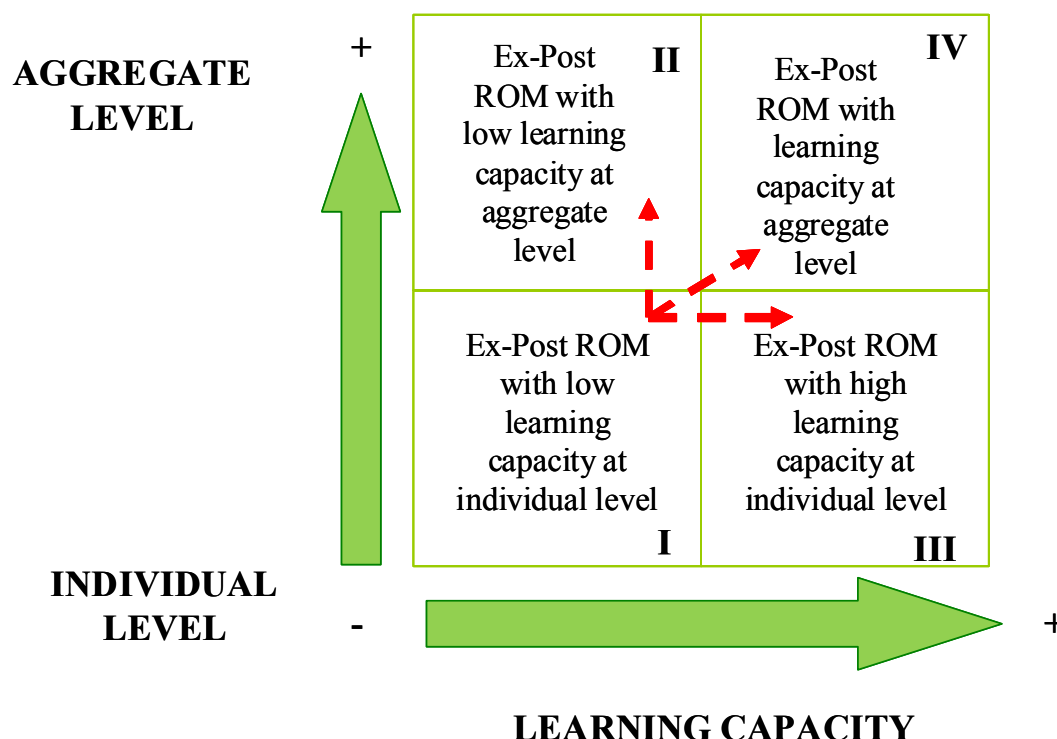 AGGREGATE
LEVEL
+
Ex-Post
ROM with
low learning
capacity at
aggregate
level
II
Ex-Post
ROM with
learning
capacity at
aggregate
level
IV
Ex-Post ROM
with low
learning
capacity at
individual level
I
Ex-Post ROM
with high
learning
capacity at
individual level
III
INDIVIDUAL
LEVEL
-
+
LEARNING CAPACITY